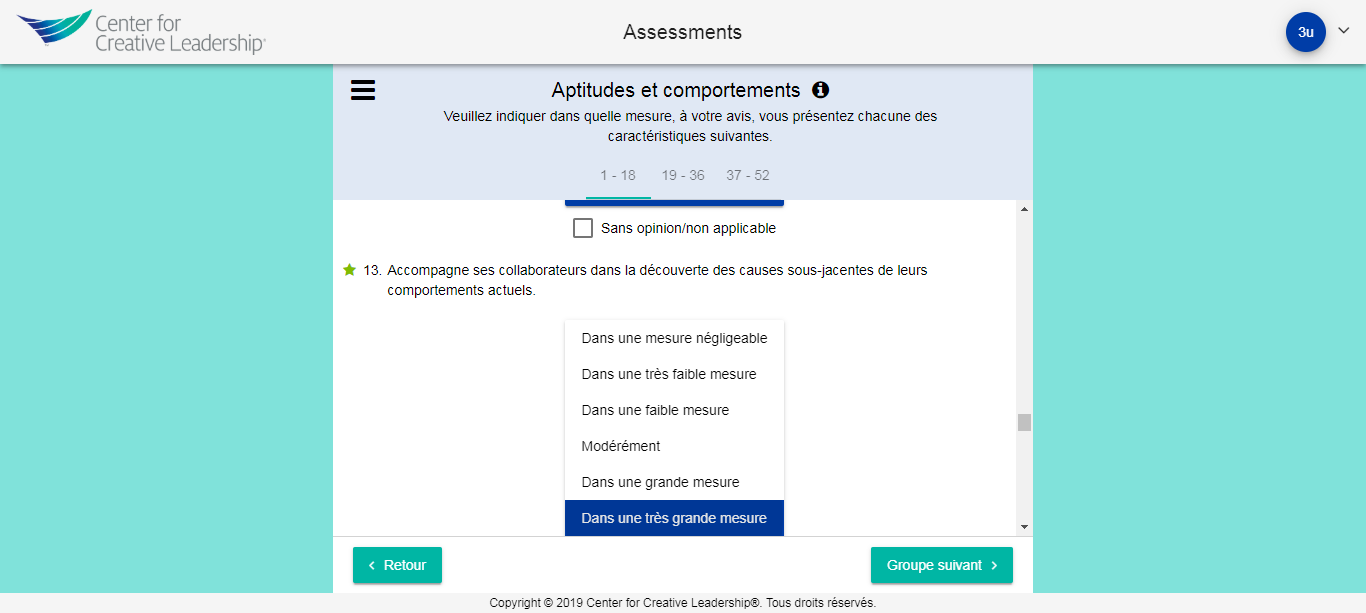 Center for
Creative Leadership®
Assessments
3u
Aptitudes et comportements
Veuillez indiquer dans quelle mesure, à votre avis, vous présentez chacune des
caractéristiques suivantes.
1 - 18 19 - 36 37 - 52
Sans opinion/non applicable
13. Accompagne ses collaborateurs dans la découverte des causes sous-jacentes de leurs
comportements actuels.
Dans une mesure négligeable
Dans une très faible mesure
Dans une faible mesure
Modérément
Dans une grande mesure
Dans une très grande mesure
Retour
Groupe suivant
Copyright © 2019 Center for Creative Leadership®. Tous droits réservés.